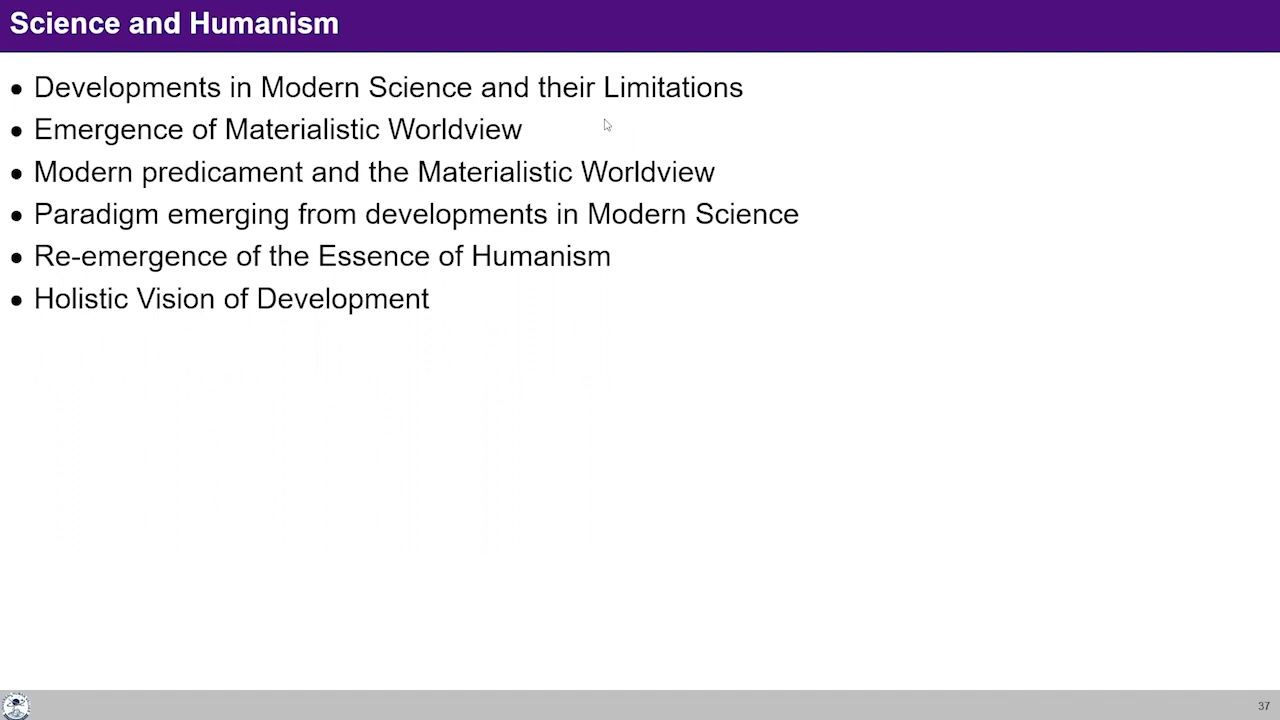 Science and Humanism
• Developments in Modern Science and their Limitations
• Emergence of Materialistic Worldview
• Modern predicament and the Materialistic Worldview
• Paradigm emerging from developments in Modern Science
• Re-emergence of the Essence of Humanism
• Holistic Vision of Development
37